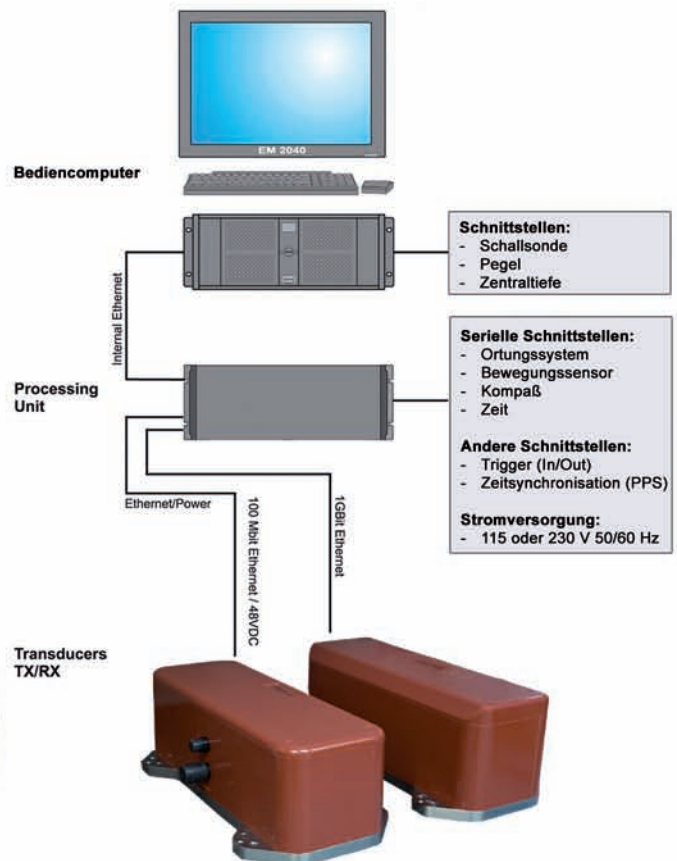 EM 2040
Bediencomputer
Schnittstellen:
- Schallsonde
- Pegel
- Zentraltiefe
Internal Ethernet
Processing
Unit
Serielle Schnittstellen:
- Ortungssystem
- Bewegungssensor
- Kompaß
- Zeit
Andere Schnittstellen:
- Trigger (In/Out)
- Zeitsynchronisation (PPS)
Stromversorgung:
- 115 oder 230 V 50/60 Hz
Ethernet/Power
100 Mbit Ethernet / 48VDC
1GBit Ethernet
Transducers
TX/RX